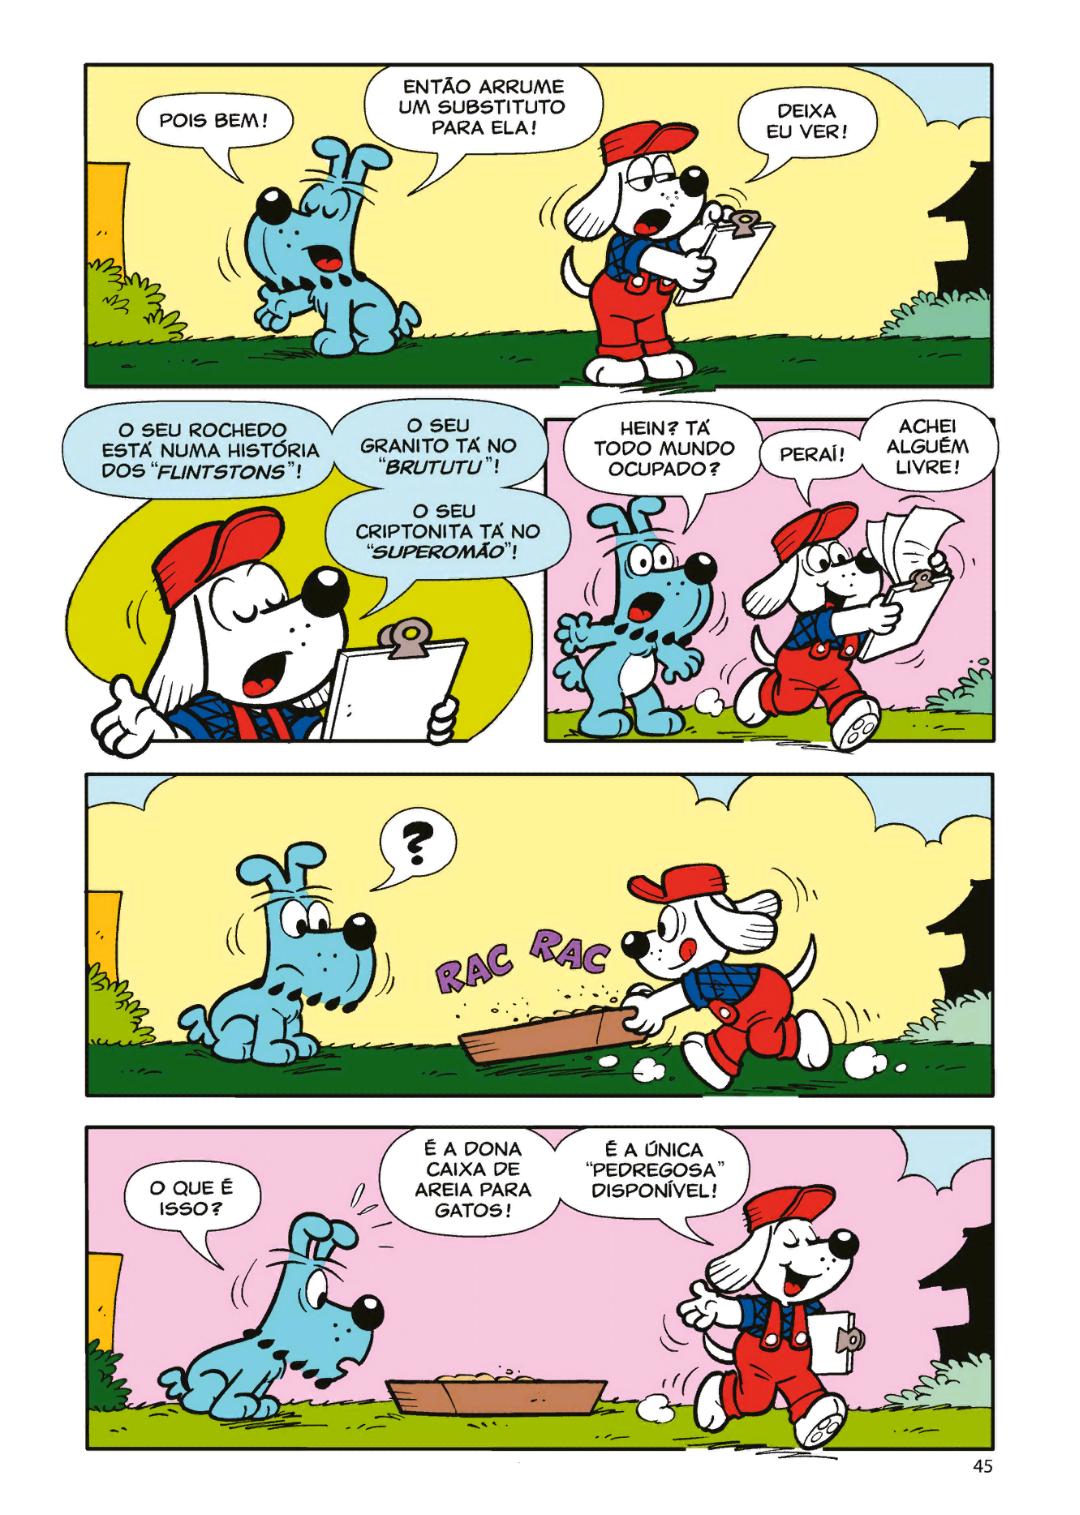 POIS BEM!
ENTÃO ARRUME
UM SUBSTITUTO
PARA ELA!
DEIXA
EU VER!
O SEU ROCHEDO
ESTÁ NUMA HISTÓRIA
DOS "FLINTSTONS"!
O SEU
GRANITO TÁ NO
"BRUTUTU"!
O SEU
CRIPTONITA TÁ NO
"SUPEROMÃO"!
HEIN? TÁ
TODO MUNDO
OCUPADO?
PERAÍ!
ACHEI
ALGUÉM
LIVRE!
?
RAC RAC
O QUE É
ISSO?
É A DONA
CAIXA DE
AREIA PARA
GATOS!
É A ÚNICA
"PEDREGOSA"
DISPONÍVEL!
45